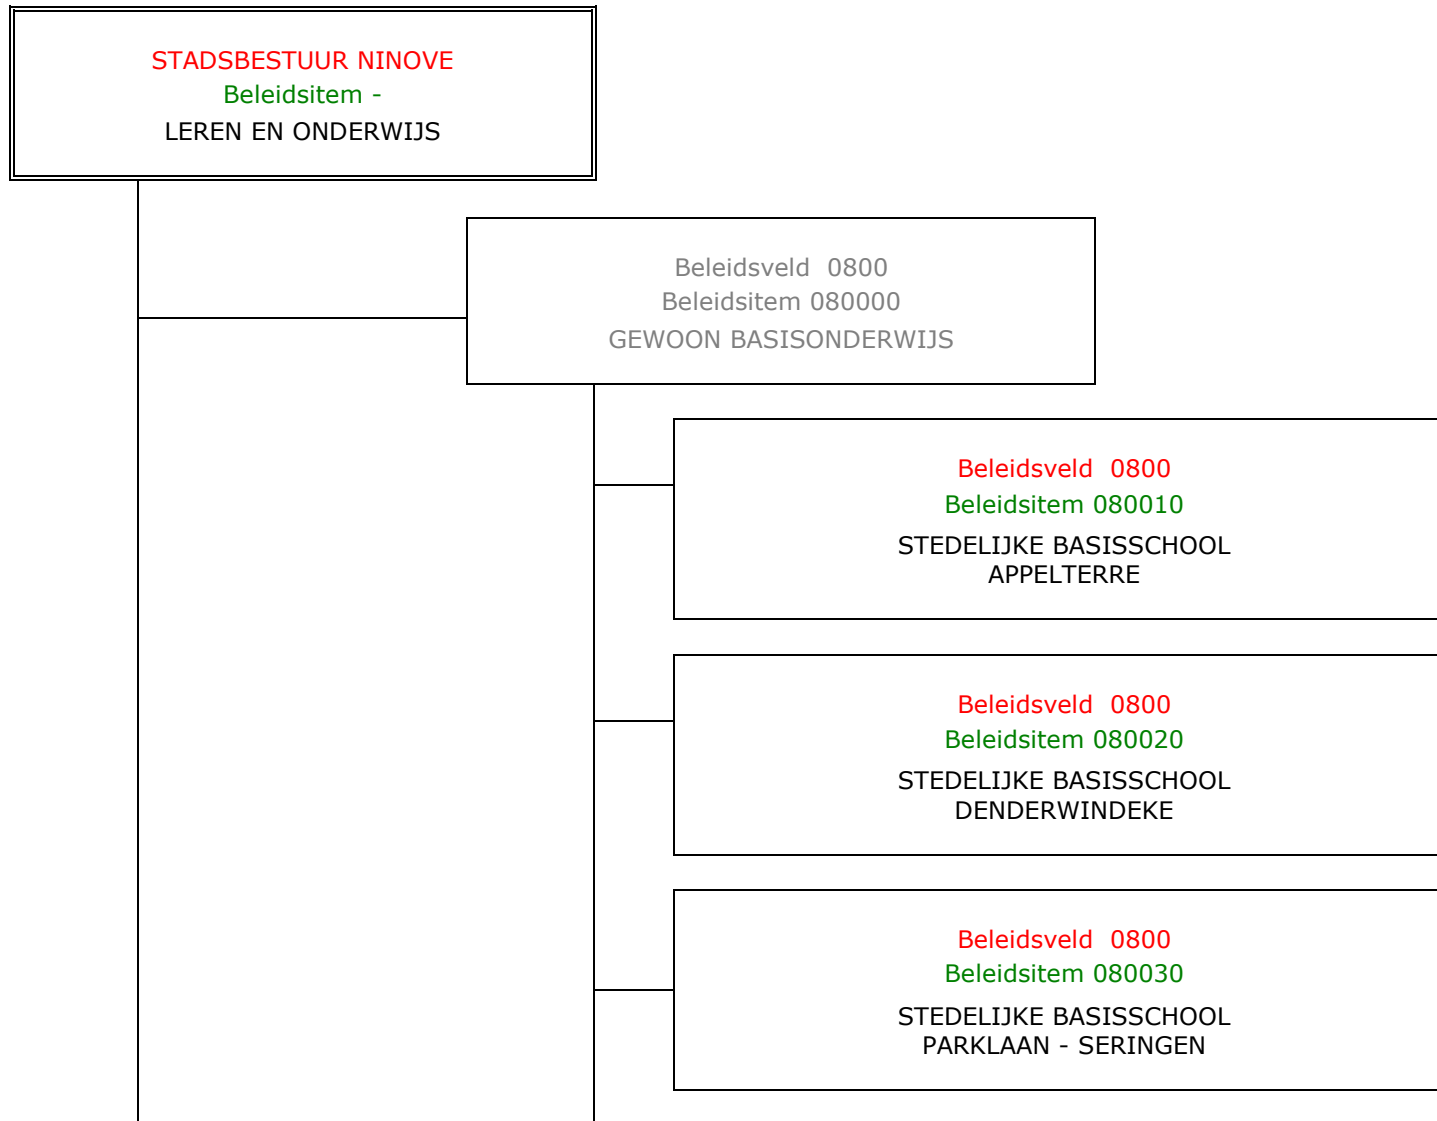 STADSBESTUUR NINOVE
Beleidsitem -
LEREN EN ONDERWIJS
Beleidsveld  0800
Beleidsitem 080000
GEWOON BASISONDERWIJS
Beleidsveld  0800
Beleidsitem 080010
STEDELIJKE BASISSCHOOL
APPELTERRE
Beleidsveld  0800
Beleidsitem 080020
STEDELIJKE BASISSCHOOL
DENDERWINDEKE
Beleidsveld  0800
Beleidsitem 080030
STEDELIJKE BASISSCHOOL
PARKLAAN - SERINGEN